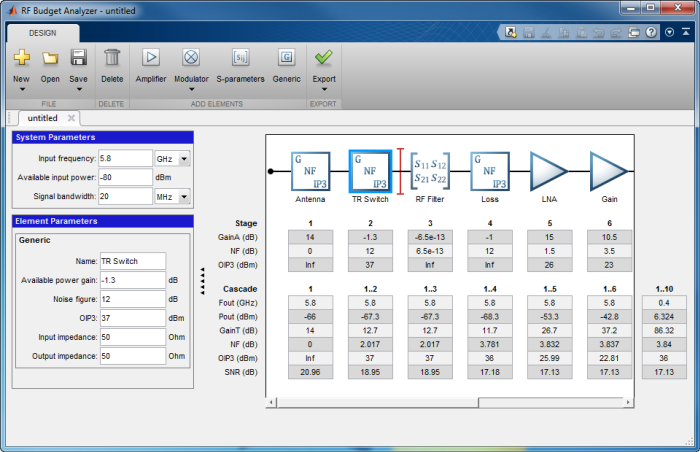 RF Budget Analyzer - untitled
DESIGN
New
Open
Save
Delete
Amplifier
Modulator
S-parameters
Generic
Export
FILE
DELETE
ADD ELEMENTS
EXPORT
untitled
System Parameters
Input frequency: 5.8 GHz
Available input power: -80 dBm
Signal bandwidth: 20 MHz
Element Parameters
Generic
Name: TR Switch
Available power gain: -1.3 dB
Noise figure: 12 dB
OIP3: 37 dBm
Input impedance: 50 Ohm
Output impedance: 50 Ohm
G NF IP3
G NF IP3
S11 S12
S21 S22
G NF IP3
Antenna TR Switch RF Filter Loss LNA Gain
Stage 1 2 3 4 5 6
GainA (dB) 14 -1.3 -6.5e-13 -1 15 10.5
NF (dB) 0 12 6.5e-13 12 1.5 3.5
OIP3 (dBm) Inf 37 Inf Inf 26 23
Cascade 1 1..2 1..3 1..4 1..5 1..6 1..10
Fout (GHz) 5.8 5.8 5.8 5.8 5.8 5.8 0.4
Pout (dBm) -66 -67.3 -67.3 -68.3 -53.3 -42.8 6.324
GainT (dB) 14 12.7 12.7 11.7 26.7 37.2 86.32
NF (dB) 0 2.017 2.017 3.781 3.832 3.837 3.84
OIP3 (dBm) Inf 37 37 36 25.99 22.81 36
SNR (dB) 20.96 18.95 18.95 17.18 17.13 17.13 17.13